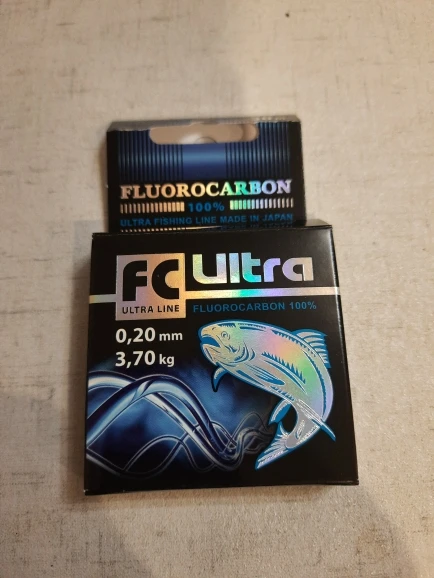 FLUOROCARBON
100%
ULTRA FISHING LINE MADE IN JAPAN
FC Ultra
ULTRA LINE FLUOROCARBON 100%
0,20 mm
3,70 kg